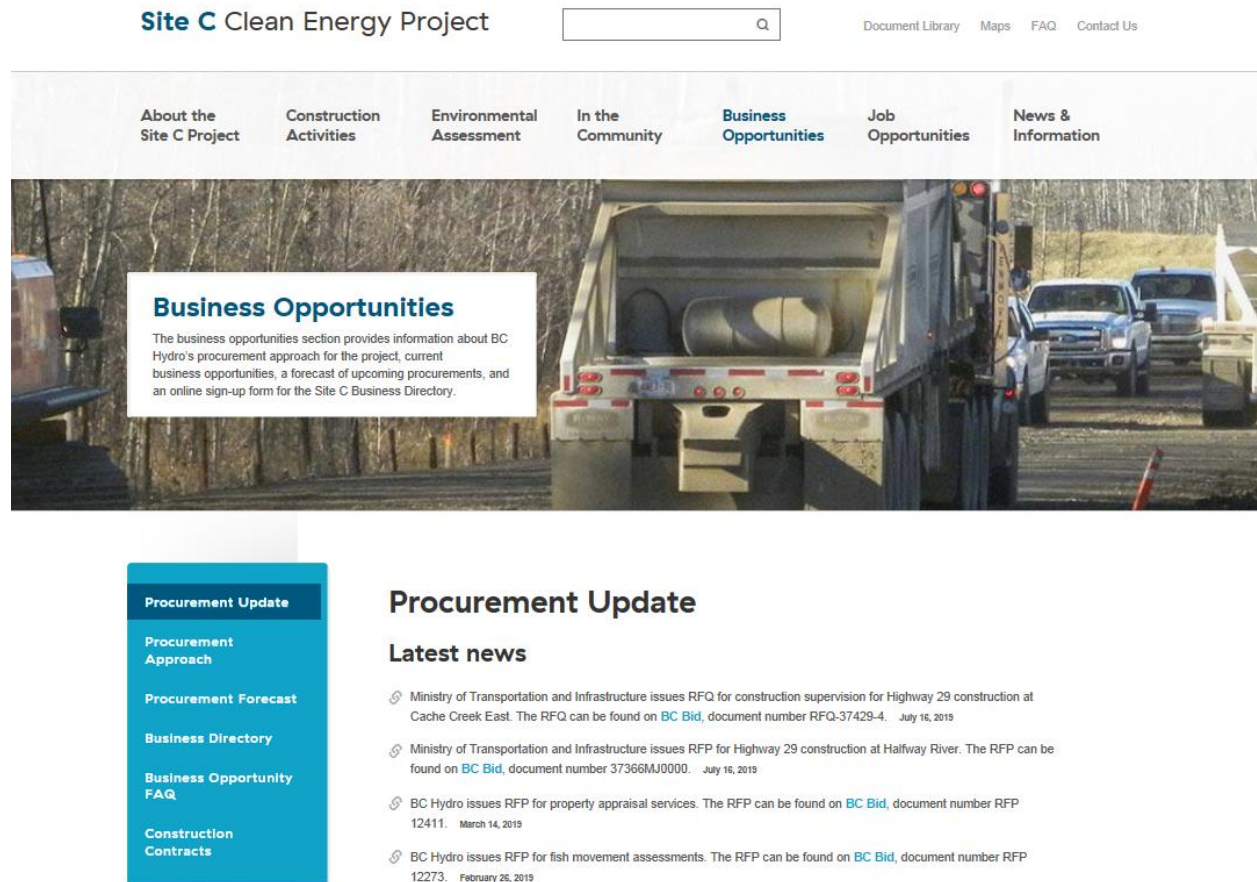 Site C Clean Energy Project
Document Library Maps FAQ Contact Us
About the
Site C Project
Construction
Activities
Environmental
Assessment
In the
Community
Business
Opportunities
Job
Opportunities
News &
Information
Business Opportunities
The business opportunities section provides information about BC
Hydro's procurement approach for the project, current
business opportunities, a forecast of upcoming procurements, and
an online sign-up form for the Site C Business Directory.
Procurement Update
Procurement
Approach
Procurement Forecast
Business Directory
Business Opportunity
FAQ
Construction
Contracts
Procurement Update
Latest news
Ministry of Transportation and Infrastructure issues RFQ for construction supervision for Highway 29 construction at
Cache Creek East. The RFQ can be found on BC Bid, document number RFQ-37429-4. July 16, 2019
Ministry of Transportation and Infrastructure issues RFP for Highway 29 construction at Halfway River. The RFP can be
found on BC Bid, document number 37366MJ0000. July 16, 2019
BC Hydro issues RFP for property appraisal services. The RFP can be found on BC Bid, document number RFP
12411. March 14, 2019
BC Hydro issues RFP for fish movement assessments. The RFP can be found on BC Bid, document number RFP
12273. February 26, 2019